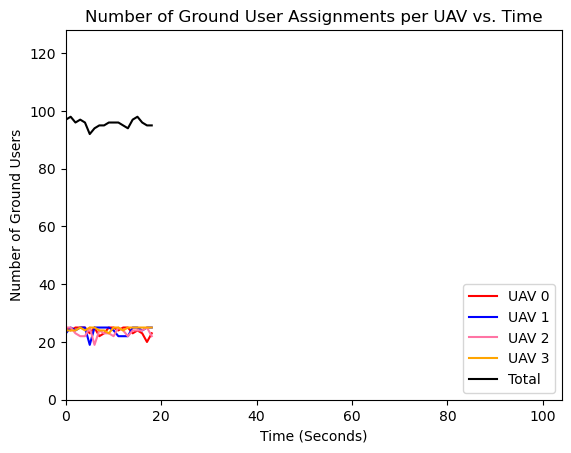 Number of Ground User Assignments per UAV vs. Time
Number of Ground Users
120
100
80
60
40
20
0
0 20 40 60 80 100
Time (Seconds)
UAV 0
UAV 1
UAV 2
UAV 3
Total